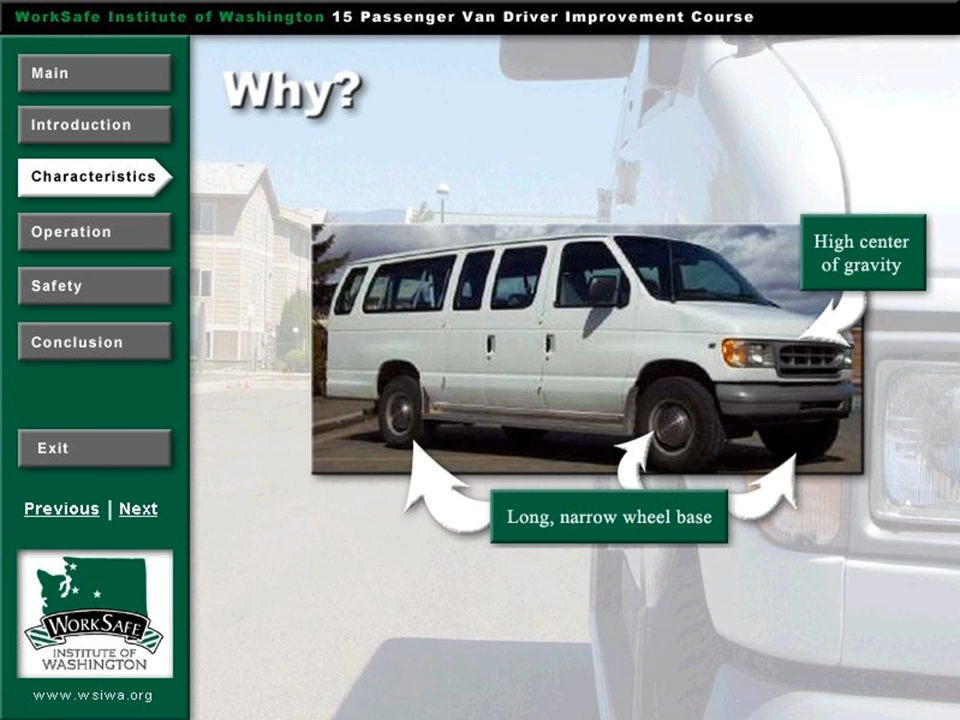 WorkSafe Institute of Washington 15 Passenger Van Driver Improvement Course
Main
Introduction
Characteristics
Operation
Safety
Conclusion
Exit
Previous | Next
WORKSAFE
INSTITUTE OF
WASHINGTON
www.wsiwa.org
Why?
High center
of gravity
Long, narrow wheel base